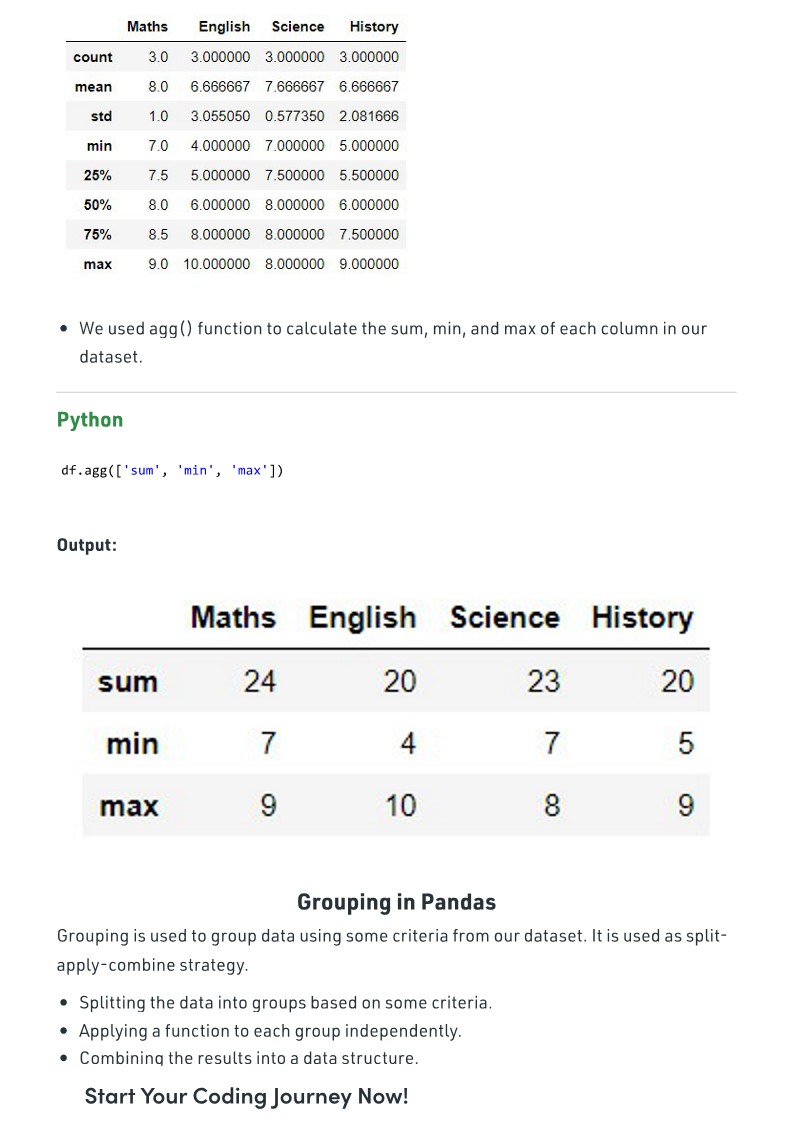 Maths English Science History
count 3.0 3.000000 3.000000 3.000000
mean 8.0 6.666667 7.666667 6.666667
std 1.0 3.055050 0.577350 2.081666
min 7.0 4.000000 7.000000 5.000000
25% 7.5 5.000000 7.500000 5.500000
50% 8.0 6.000000 8.000000 6.000000
75% 8.5 8.000000 8.000000 7.500000
max 9.0 10.000000 8.000000 9.000000
• We used agg() function to calculate the sum, min, and max of each column in our
dataset.
Python
df.agg(['sum', 'min', 'max'])
Output:
Maths English Science History
sum 24 20 23 20
min 7 4 7 5
max 9 10 8 9
Grouping in Pandas
Grouping is used to group data using some criteria from our dataset. It is used as split-
apply-combine strategy.
• Splitting the data into groups based on some criteria.
• Applying a function to each group independently.
• Combining the results into a data structure.
Start Your Coding Journey Now!